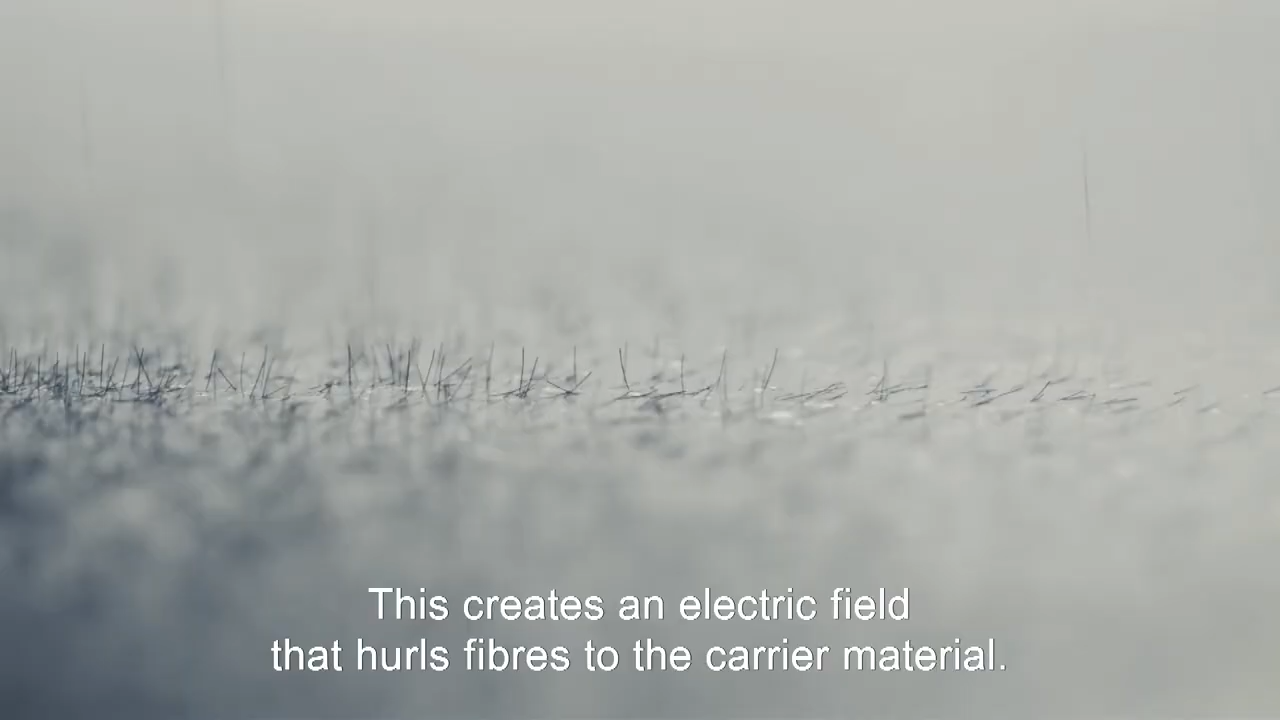 This creates an electric field
that hurls fibres to the carrier material.